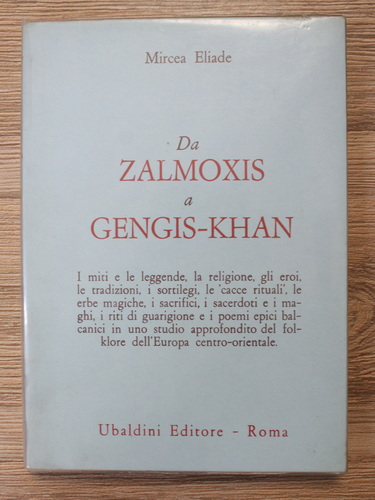 Mircea Eliade
Da
ZALMOXIS
a
GENGIS-KHAN
I miti e le leggende, la religione, gli eroi,
le tradizioni, i sortilegi, le 'cacce rituali', le
erbe magiche, i sacrifici, i sacerdoti e i ma-
ghi, i riti di guarigione e i poemi epici bal-
canici in uno studio approfondito del fol-
klore dell'Europa centro-orientale.
Ubaldini Editore - Roma